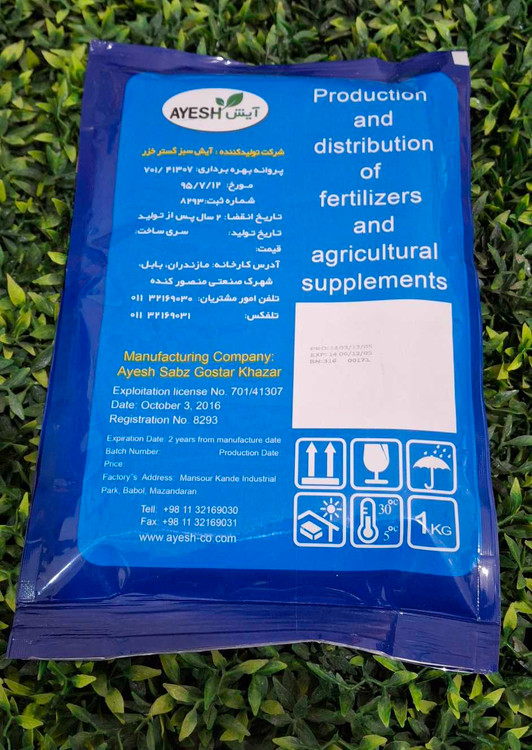 AYESH آیش
شرکت تولیدکننده : آیش سبز گستر خزر
پروانه بهره برداری: ۷۰۱/ ۴۱۳۰۷
مورخ: ۹۵/۷/۱۲
شماره ثبت: ۸۲۹۳
تاریخ انقضا: ۲ سال پس از تولید
تاریخ تولید: سری ساخت:
قیمت:
آدرس کارخانه: مازندران، بابل،
شهرک صنعتی منصور کنده
تلفن امور مشتریان: ۳۲۱۶۹۰۳۰ ۰۱۱
تلفکس: ۳۲۱۶۹۰۳۱ ۰۱۱
Manufacturing Company:
Ayesh Sabz Gostar Khazar
Exploitation license No. 701/41307
Date: October 3, 2016
Registration No. 8293
Expiration Date: 2 years from manufacture date
Batch Number Production Date
Price
Factory's Address: Mansour Kande Industrial
Park, Babol, Mazandaran
Tell. +98 11 32169030
Fax: +98 11 32169031
www.ayesh-co.com
Production
and
distribution
of
fertilizers
and
agricultural
supplements
30°c
5°c
1KG